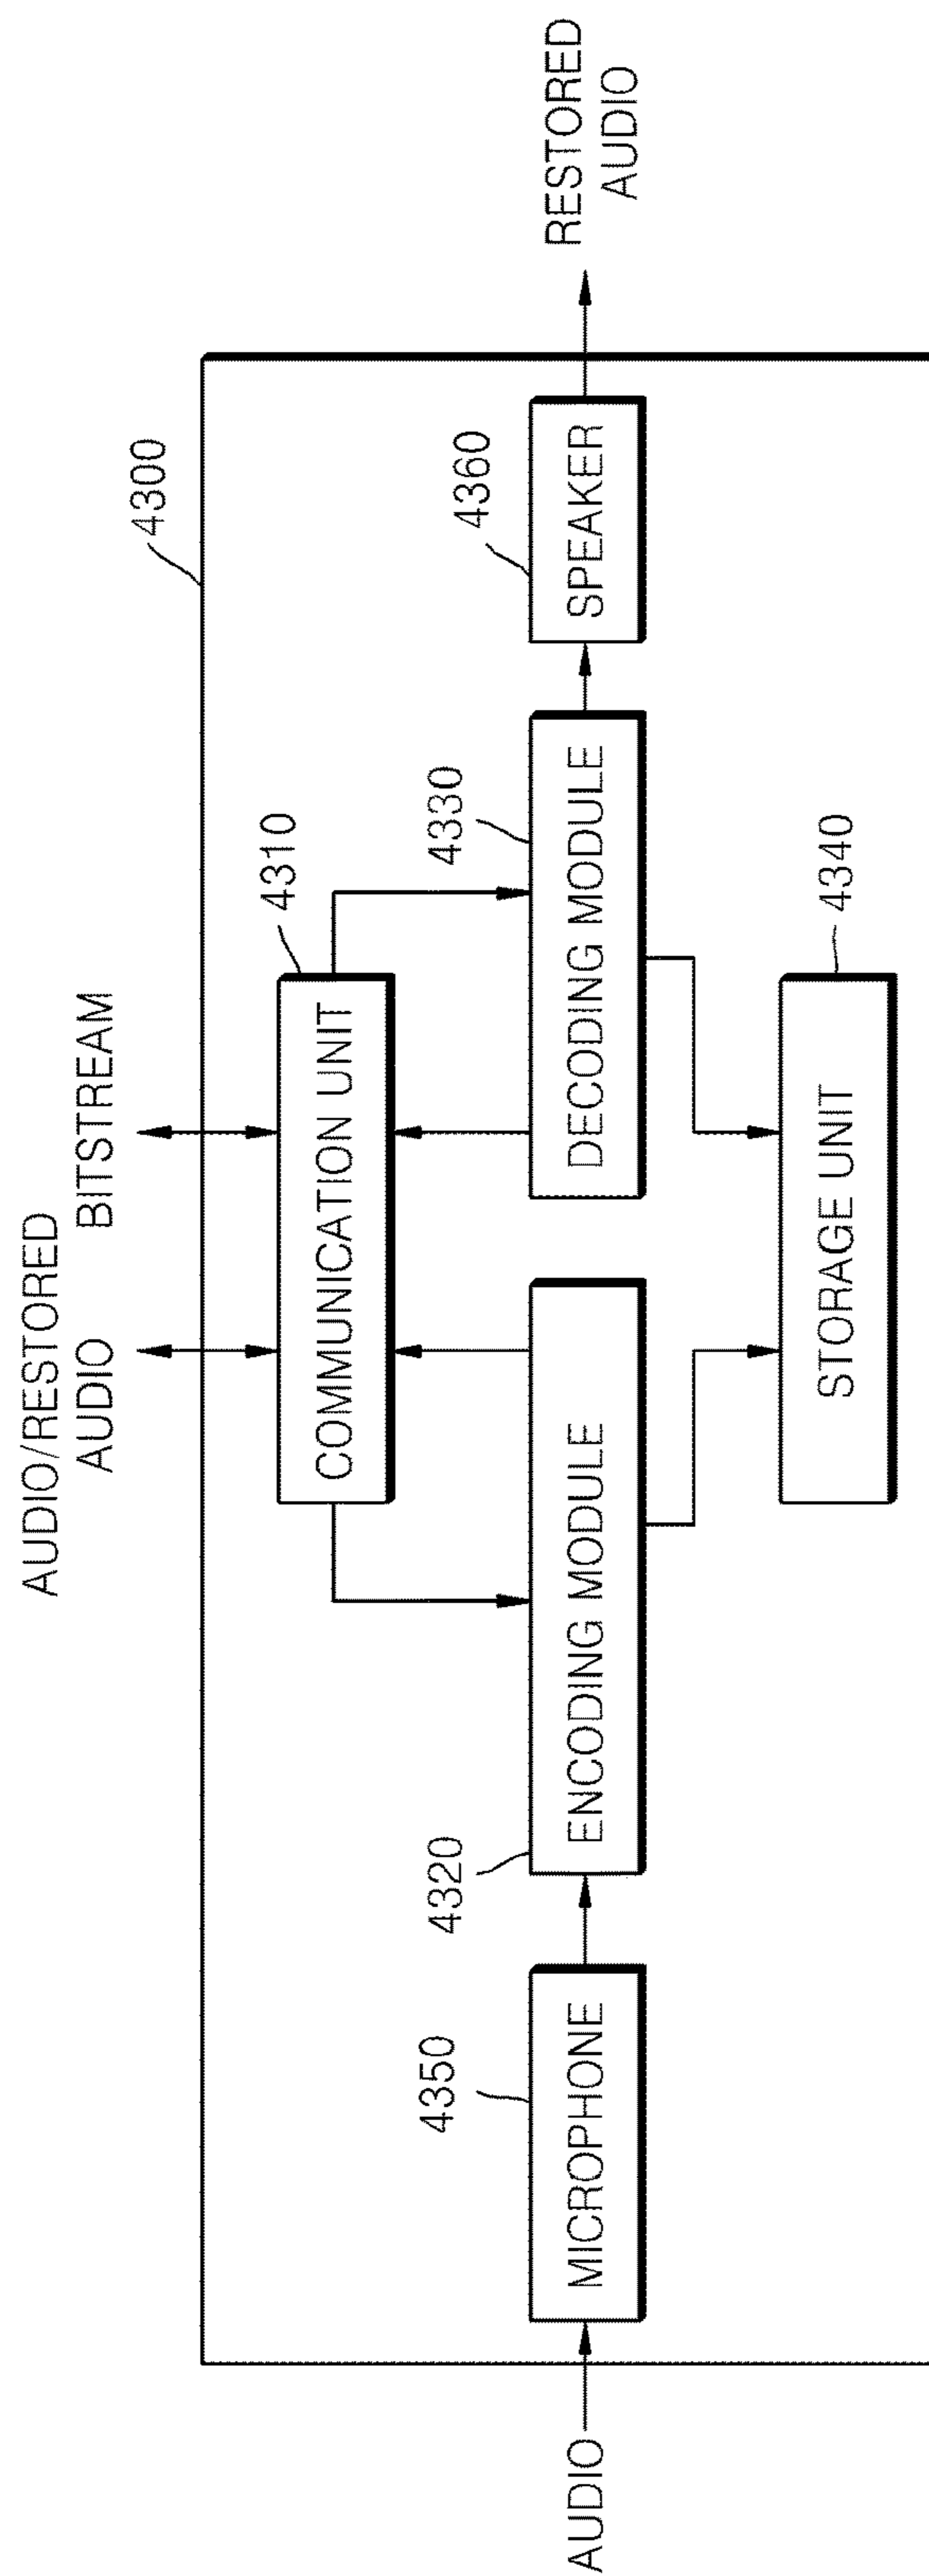 AUDIO/RESTORED
AUDIO
BITSTREAM
4300
COMMUNICATION UNIT
4310
AUDIO
MICROPHONE
4350
ENCODING MODULE
4320
DECODING MODULE
4330
SPEAKER
4360
RESTORED
AUDIO
STORAGE UNIT
4340